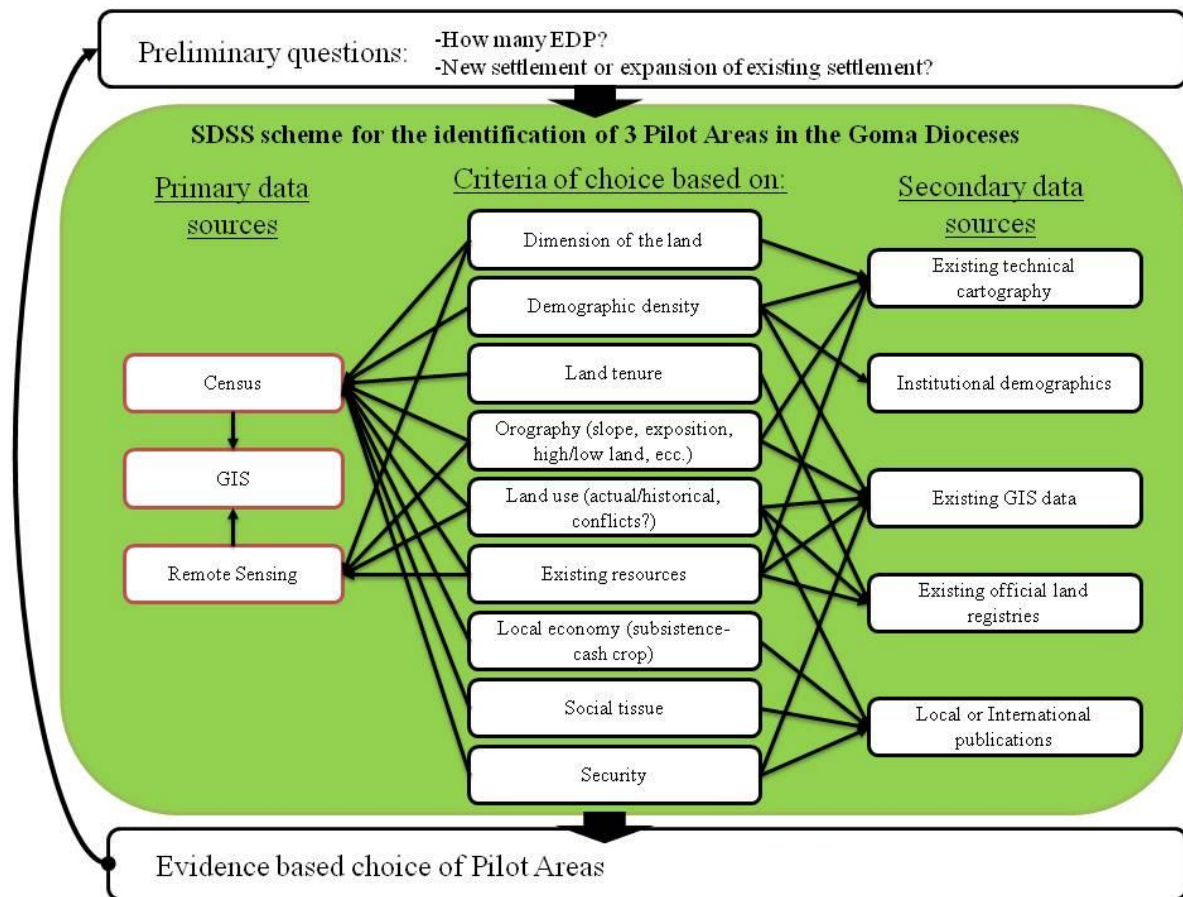 Preliminary questions:
-How many EDP?
-New settlement or expansion of existing settlement?
SDSS scheme for the identification of 3 Pilot Areas in the Goma Dioceses
Primary data
sources
Criteria of choice based on:
Secondary data
sources
Census
GIS
Remote Sensing
Dimension of the land
Demographic density
Land tenure
Orography (slope, exposition,
high/low land, ecc.)
Land use (actual/historical,
conflicts?)
Existing resources
Local economy (subsistence-
cash crop)
Social tissue
Security
Existing technical
cartography
Institutional demographics
Existing GIS data
Existing official land
registries
Local or International
publications
Evidence based choice of Pilot Areas